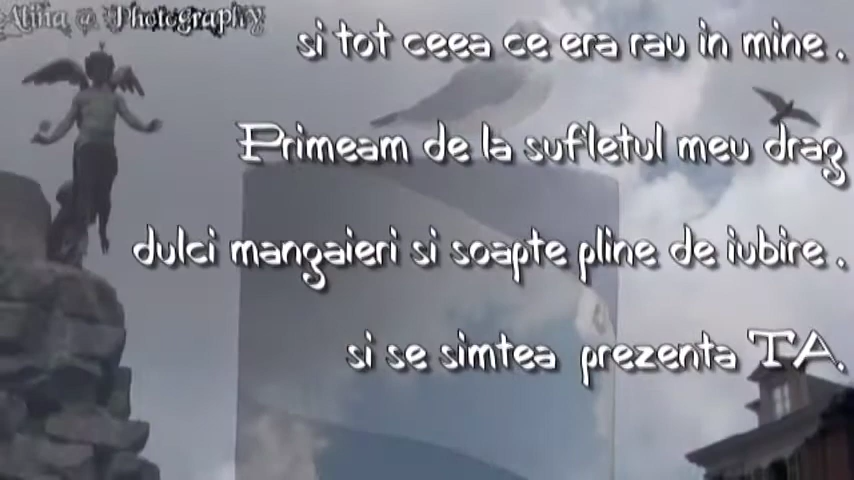 Alina @ Photography
si tot ceea ce era rau in mine .
Primeam de la sufletul meu drag
dulci mangaieri si soapte pline de iubire .
si se simtea prezenta TA.